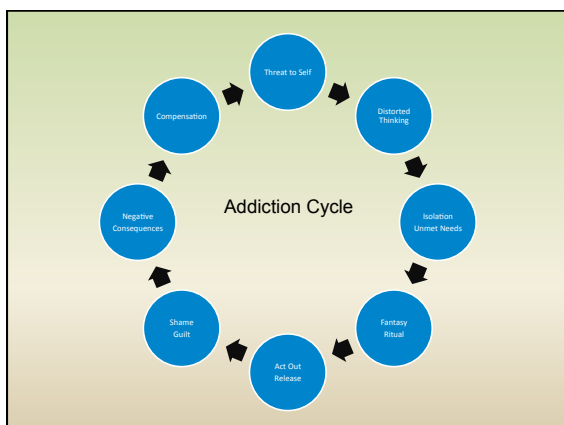 Threat to Self
Distorted
Thinking
Isolation
Unmet Needs
Fantasy
Ritual
Act Out
Release
Shame
Guilt
Negative
Consequences
Compensation
Addiction Cycle